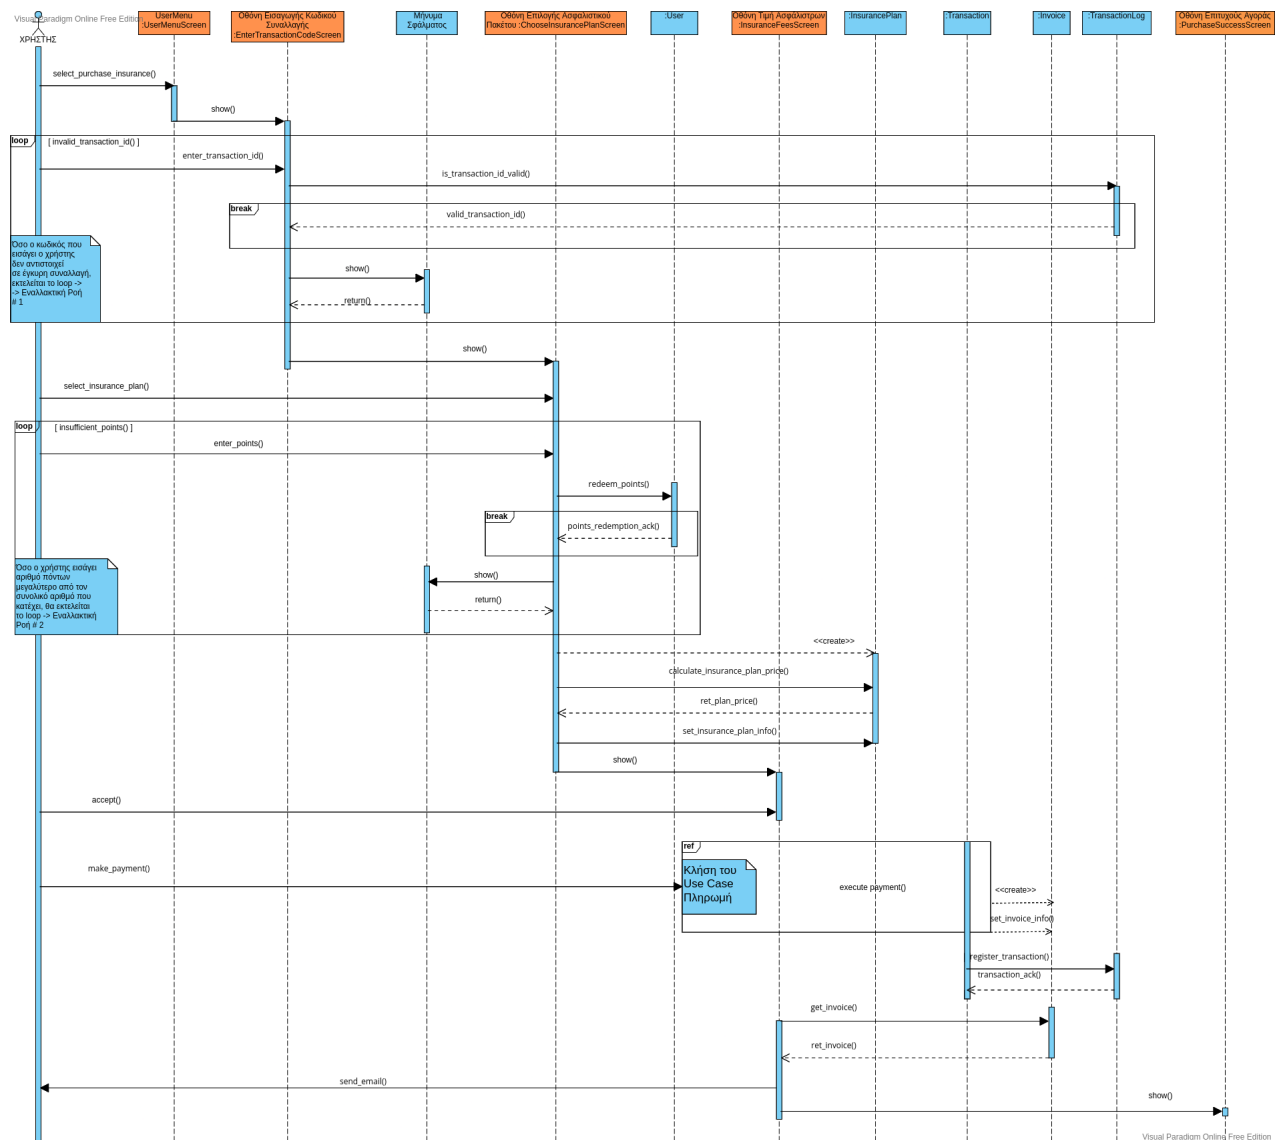 Visual Paradigm Online Free Edition
ΧΡΗΣΤΗΣ
UserMenu
:UserMenuScreen
Οθόνη Εισαγωγής Κωδικού
Συναλλαγής
:EnterTransactionCodeScreen
Μήνυμα
Σφάλματος
Οθόνη Επιλογής Ασφαλιστικού
Πακέτου :ChooseInsurancePlanScreen
:User
Οθόνη Τιμή Ασφάλιστρων
:InsuranceFeesScreen
:InsurancePlan
:Transaction
:Invoice
:TransactionLog
Οθόνη Επιτυχούς Αγοράς
:PurchaseSuccessScreen
select_purchase_insurance()
show()
loop
[ invalid_transaction_id() ]
enter_transaction_id()
is_transaction_id_valid()
break
valid_transaction_id()
Όσο ο κωδικός που
εισάγει ο χρήστης
δεν αντιστοιχεί
σε έγκυρη συναλλαγή,
εκτελείται το loop ->
-> Εναλλακτική Ροή
# 1
show()
return()
show()
select_insurance_plan()
loop
[ insufficient_points() ]
enter_points()
redeem_points()
break
points_redemption_ack()
Όσο ο χρήστης εισάγει
αριθμό πόντων
μεγαλύτερο από τον
συνολικό αριθμό που
κατέχει, θα εκτελείται
το loop -> Εναλλακτική
Ροή # 2
show()
return()
<<create>>
calculate_insurance_plan_price()
ret_plan_price()
set_insurance_plan_info()
show()
accept()
ref
make_payment()
Κλήση του
Use Case
Πληρωμή
execute payment()
<<create>>
set_invoice_info()
register_transaction()
transaction_ack()
get_invoice()
ret_invoice()
send_email()
show()
Visual Paradigm Online Free Edition